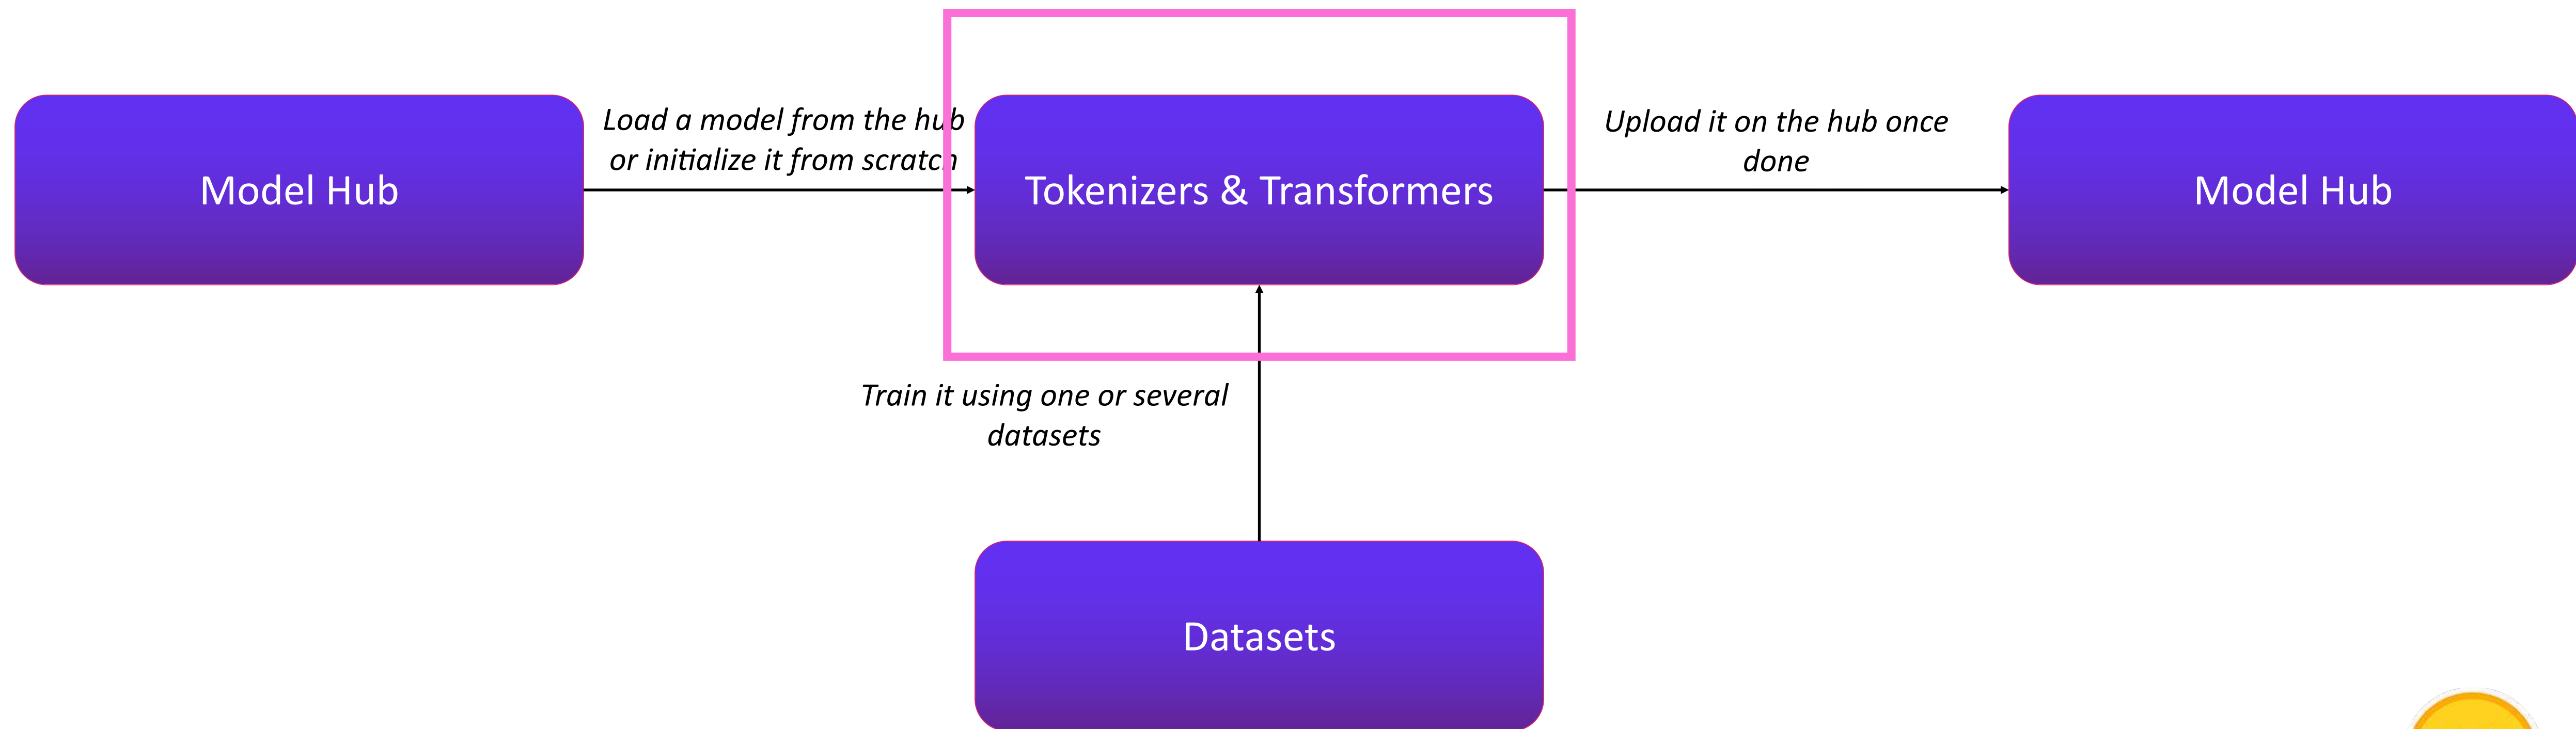 Model Hub
Load a model from the hub
or initialize it from scratch
Tokenizers & Transformers
Upload it on the hub once
done
Model Hub
Train it using one or several
datasets
Datasets